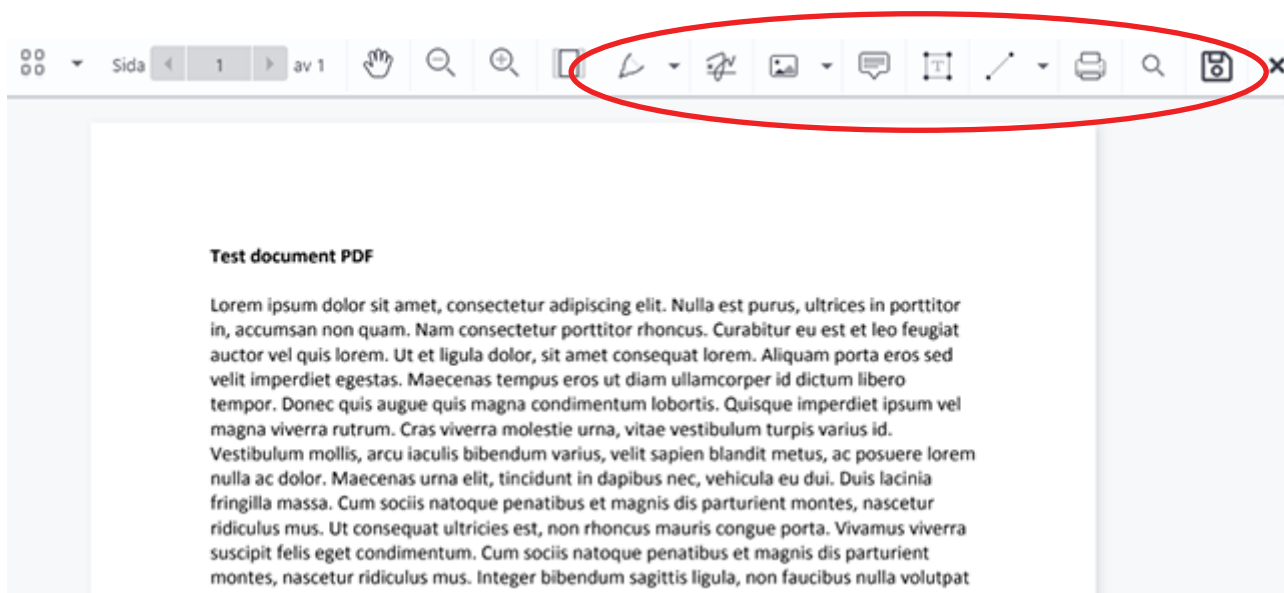 Sida 1 av 1
T
Test document PDF
Lorem ipsum dolor sit amet, consectetur adipiscing elit. Nulla est purus, ultrices in porttitor
in, accumsan non quam. Nam consectetur porttitor rhoncus. Curabitur eu est et leo feugiat
auctor vel quis lorem. Ut et ligula dolor, sit amet consequat lorem. Aliquam porta eros sed
velit imperdiet egestas. Maecenas tempus eros ut diam ullamcorper id dictum libero
tempor. Donec quis augue quis magna condimentum lobortis. Quisque imperdiet ipsum vel
magna viverra rutrum. Cras viverra molestie urna, vitae vestibulum turpis varius id.
Vestibulum mollis, arcu iaculis bibendum varius, velit sapien blandit metus, ac posuere lorem
nulla ac dolor. Maecenas urna elit, tincidunt in dapibus nec, vehicula eu dui. Duis lacinia
fringilla massa. Cum sociis natoque penatibus et magnis dis parturient montes, nascetur
ridiculus mus. Ut consequat ultricies est, non rhoncus mauris congue porta. Vivamus viverra
suscipit felis eget condimentum. Cum sociis natoque penatibus et magnis dis parturient
montes, nascetur ridiculus mus. Integer bibendum sagittis ligula, non faucibus nulla volutpat